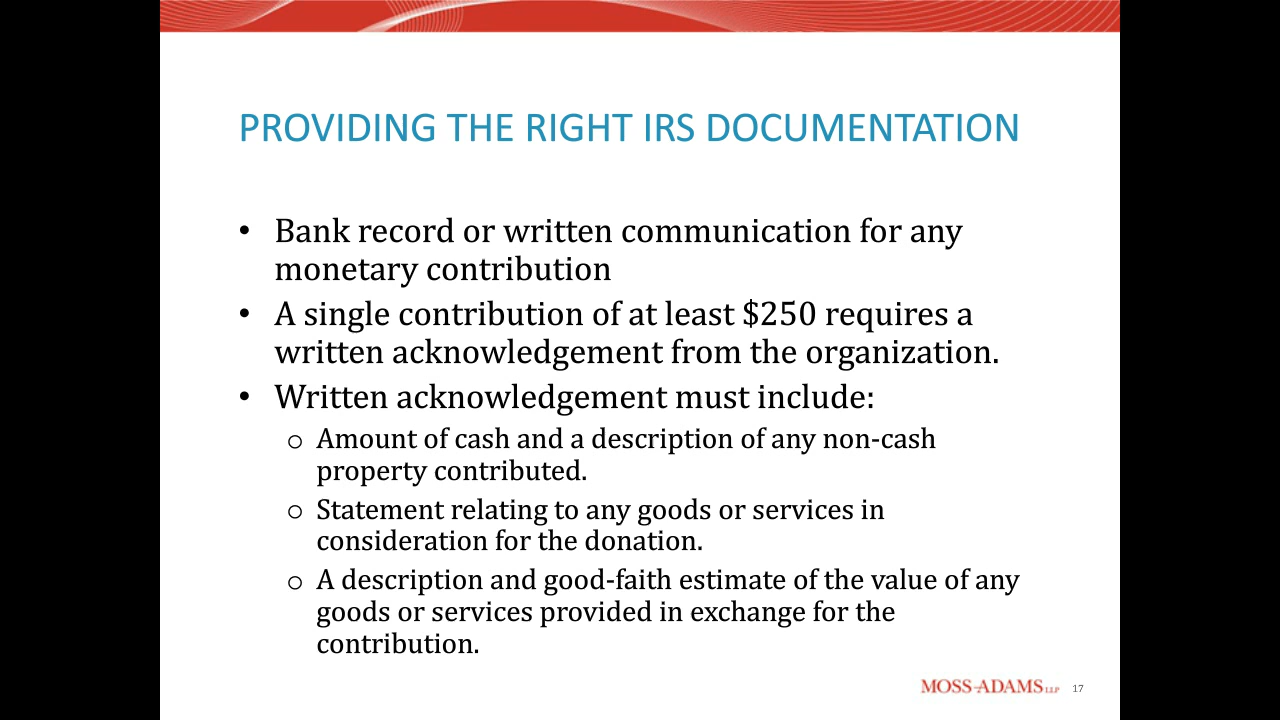 PROVIDING THE RIGHT IRS DOCUMENTATION
• Bank record or written communication for any
monetary contribution
• A single contribution of at least $250 requires a
written acknowledgement from the organization.
• Written acknowledgement must include:
o Amount of cash and a description of any non-cash
property contributed.
o Statement relating to any goods or services in
consideration for the donation.
o A description and good-faith estimate of the value of any
goods or services provided in exchange for the
contribution.
MOSS-ADAMS LLP 17